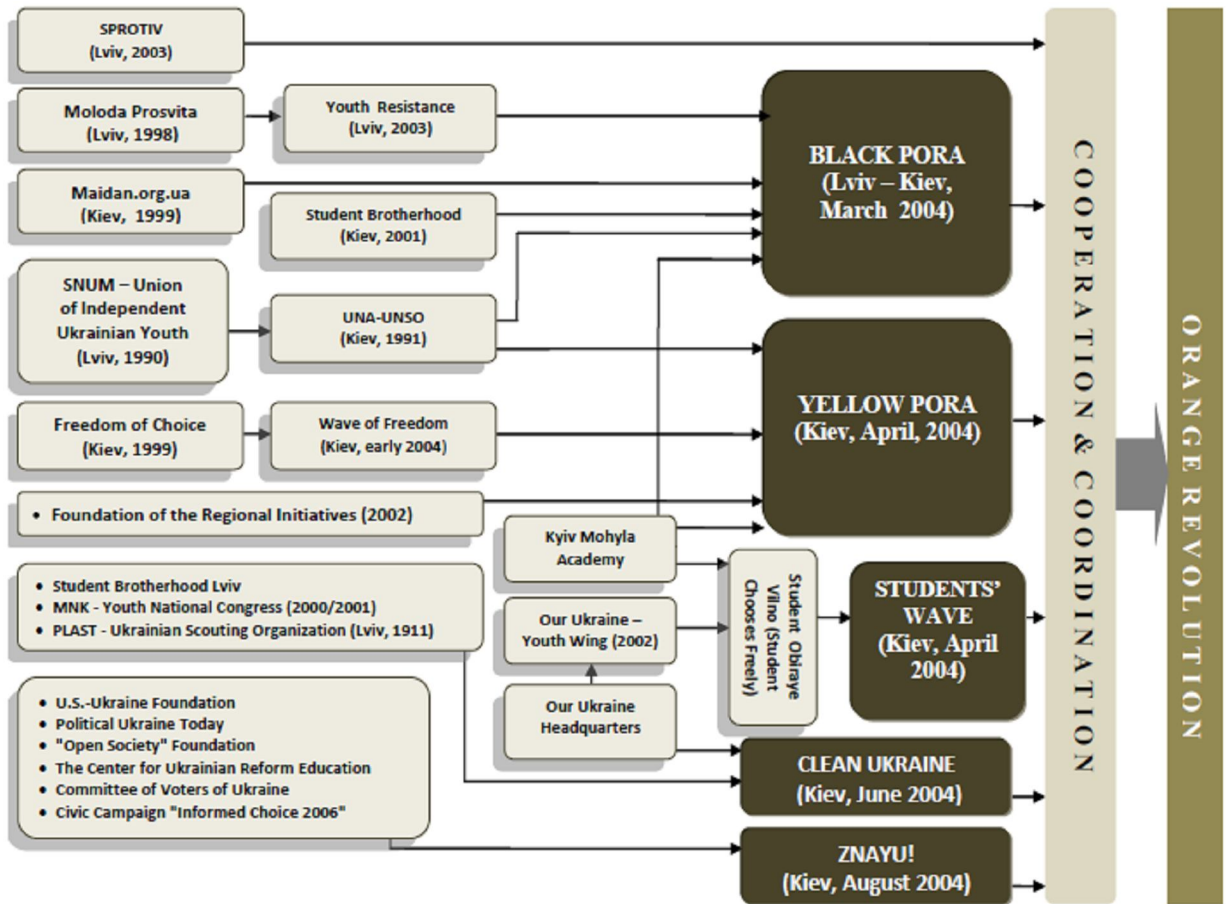 SPROTIV
(Lviv, 2003)
Moloda Prosvita
(Lviv, 1998)
Youth Resistance
(Lviv, 2003)
Maidan.org.ua
(Kiev, 1999)
Student Brotherhood
(Kiev, 2001)
SNUM – Union
of Independent
Ukrainian Youth
(Lviv, 1990)
UNA-UNSO
(Kiev, 1991)
Freedom of Choice
(Kiev, 1999)
Wave of Freedom
(Kiev, early 2004)
• Foundation of the Regional Initiatives (2002)
• Student Brotherhood Lviv
• MNK - Youth National Congress (2000/2001)
• PLAST - Ukrainian Scouting Organization (Lviv, 1911)
• U.S.-Ukraine Foundation
• Political Ukraine Today
• "Open Society" Foundation
• The Center for Ukrainian Reform Education
• Committee of Voters of Ukraine
• Civic Campaign "Informed Choice 2006"
Kyiv Mohyla
Academy
Our Ukraine –
Youth Wing (2002)
Our Ukraine
Headquarters
Student Obiraye
Vilno (Student
Chooses Freely)
BLACK PORA
(Lviv – Kiev,
March 2004)
YELLOW PORA
(Kiev, April, 2004)
STUDENTS'
WAVE
(Kiev, April
2004)
CLEAN UKRAINE
(Kiev, June 2004)
ZNAYU!
(Kiev, August 2004)
COOPERATION & COORDINATION
ORANGE REVOLUTION